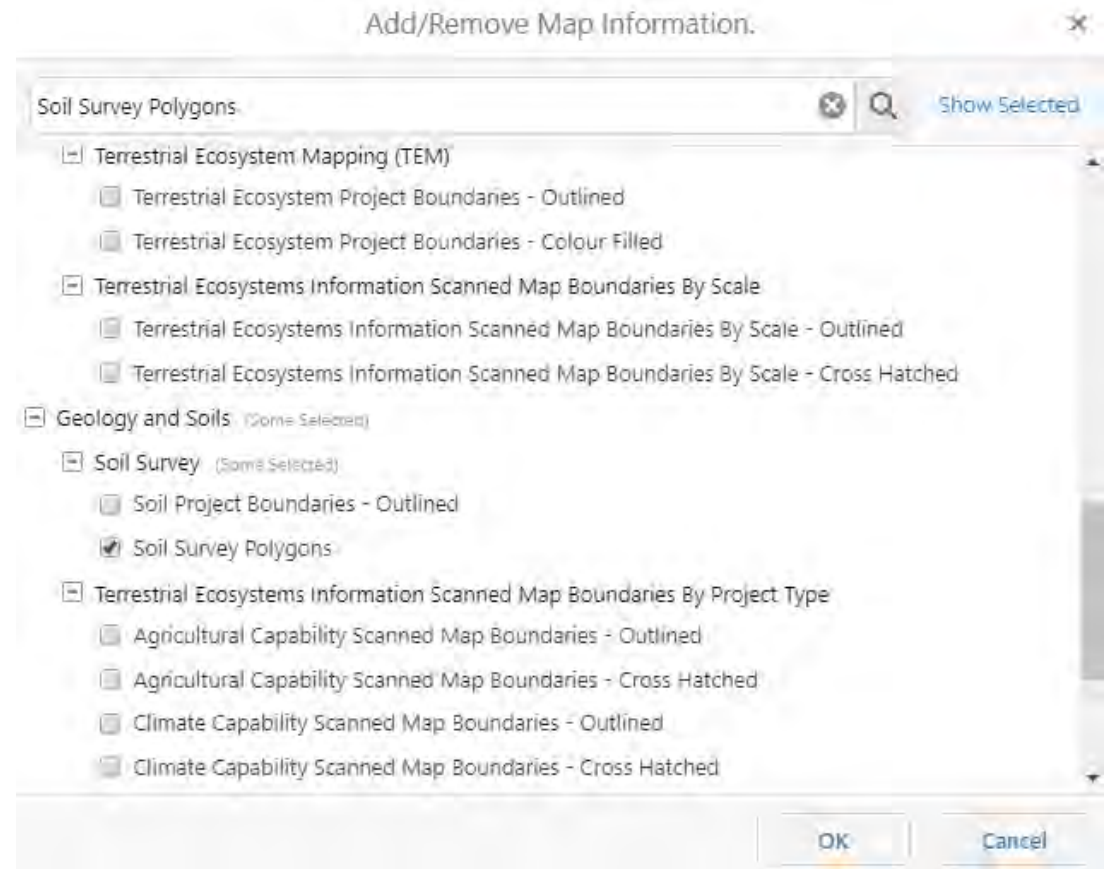 Add/Remove Map Information.
Soil Survey Polygons
Show Selected
Terrestrial Ecosystem Mapping (TEM)
Terrestrial Ecosystem Project Boundaries - Outlined
Terrestrial Ecosystem Project Boundaries - Colour Filled
Terrestrial Ecosystems Information Scanned Map Boundaries By Scale
Terrestrial Ecosystems Information Scanned Map Boundaries By Scale - Outlined
Terrestrial Ecosystems Information Scanned Map Boundaries By Scale - Cross Hatched
Geology and Soils (Some Selected)
Soil Survey (Some Selected)
Soil Project Boundaries - Outlined
Soil Survey Polygons
Terrestrial Ecosystems Information Scanned Map Boundaries By Project Type
Agricultural Capability Scanned Map Boundaries - Outlined
Agricultural Capability Scanned Map Boundaries - Cross Hatched
Climate Capability Scanned Map Boundaries - Outlined
Climate Capability Scanned Map Boundaries - Cross Hatched
OK
Cancel